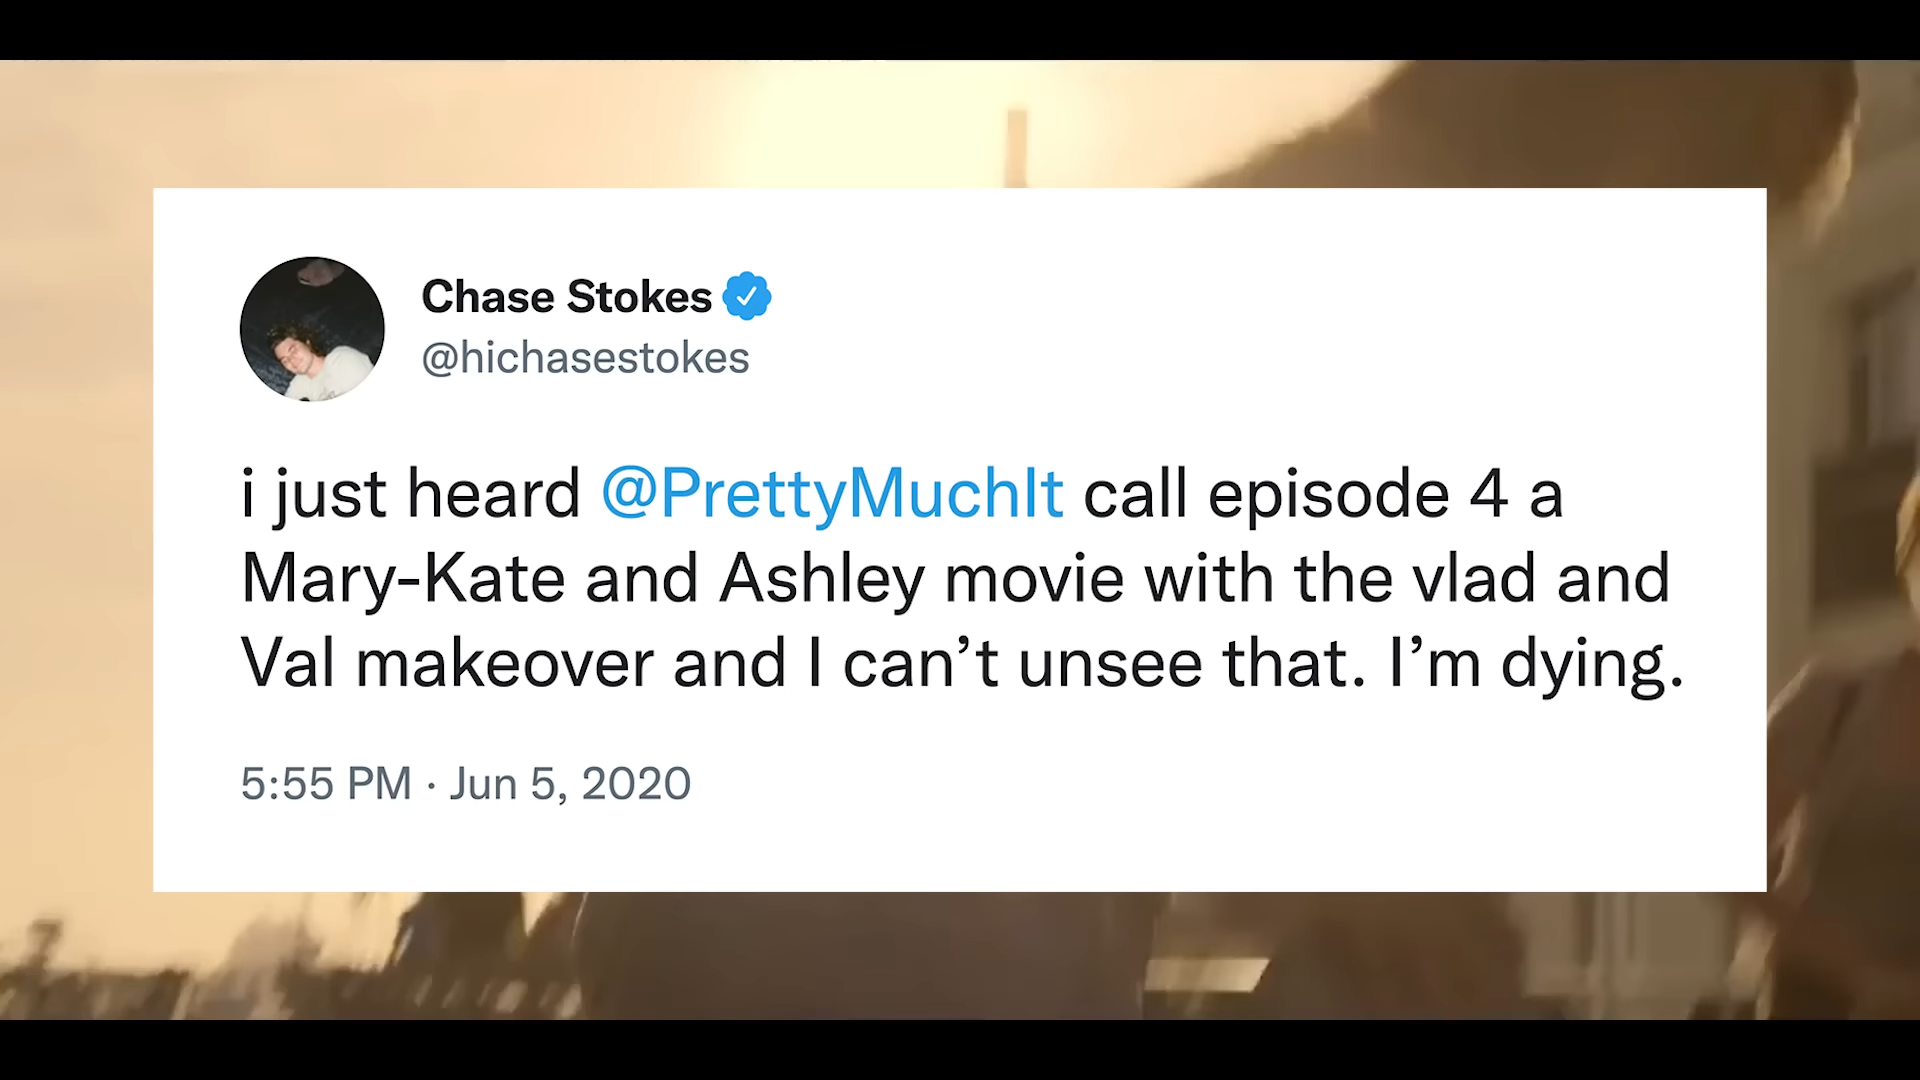 Chase Stokes
@hichasestokes
i just heard @PrettyMuchIt call episode 4 a
Mary-Kate and Ashley movie with the vlad and
Val makeover and I can’t unsee that. I’m dying.
5:55 PM · Jun 5, 2020